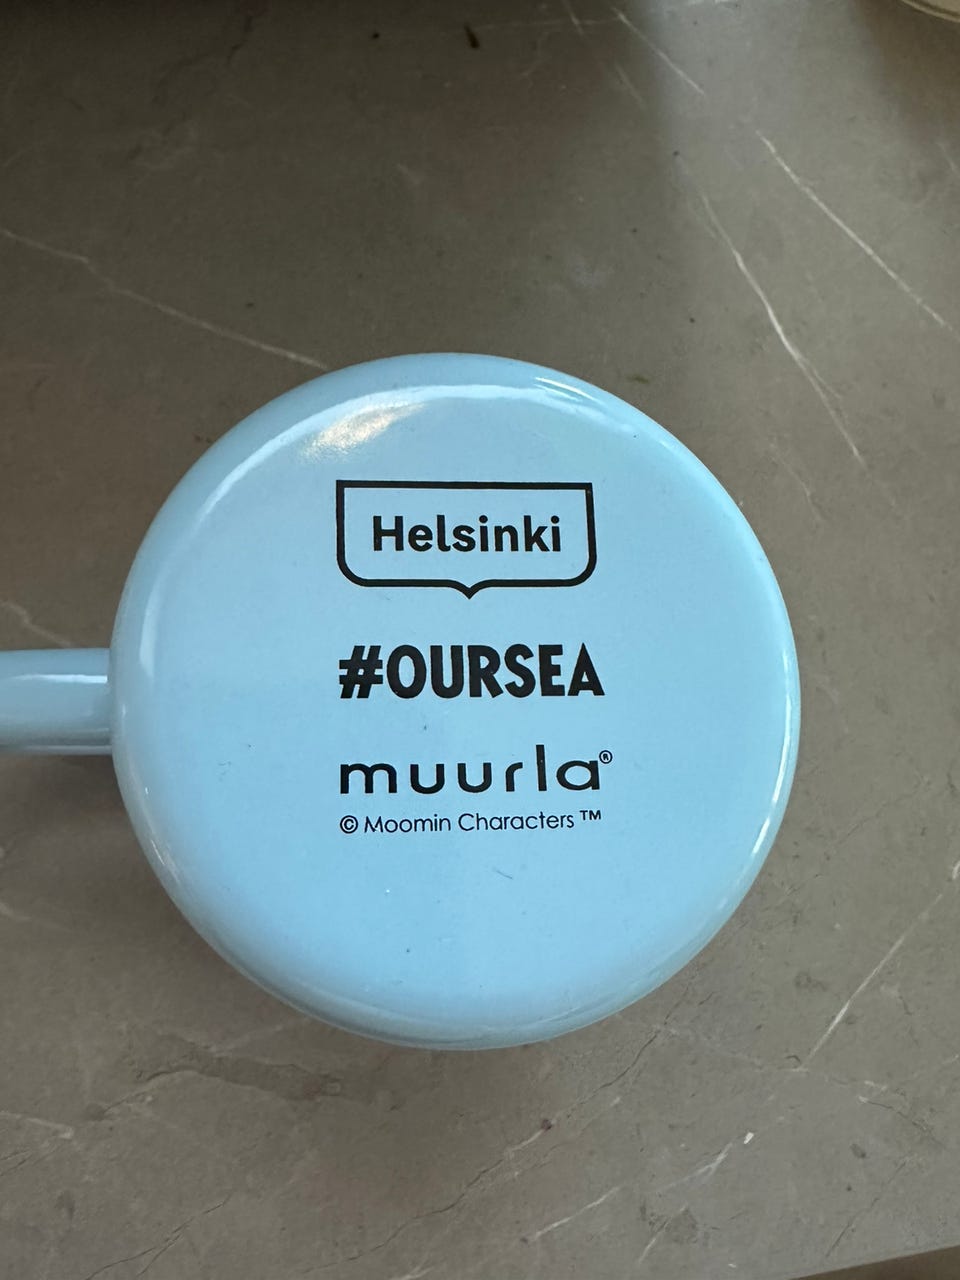 Helsinki
#OURSEA
muurla®
© Moomin Characters ™